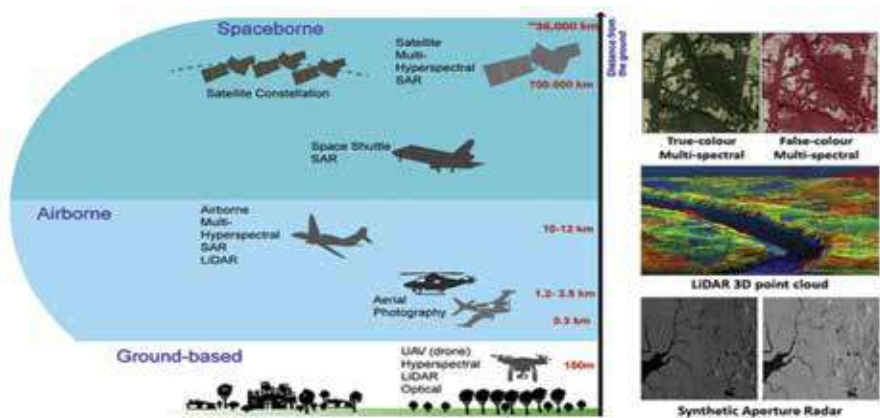 Spaceborne
Satellite Constellation
Satellite
Multi-
Hyperspectral
SAR
~36,000 km
700-900 km
Distance from
the ground
Space Shuttle
SAR
Airborne
Airborne
Multi-
Hyperspectral
SAR
LiDAR
10-12 km
Aerial
Photography
1.2- 3.5 km
0.3 km
Ground-based
UAV (drone)
Hyperspectral
LiDAR
Optical
150m
True-colour
Multi-spectral
False-colour
Multi-spectral
LiDAR 3D point cloud
Synthetic Aperture Radar